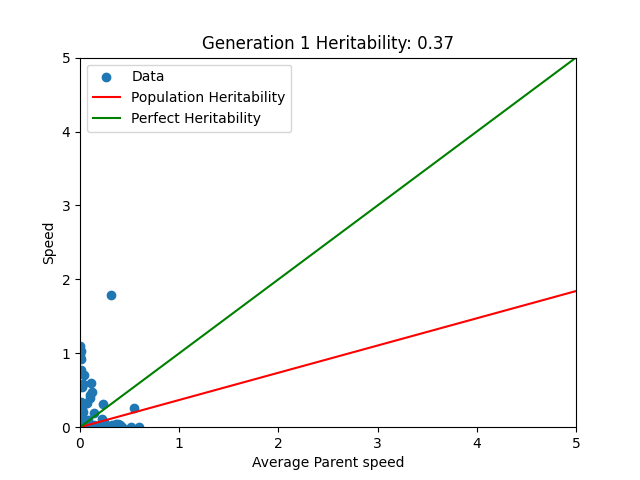 Generation 1 Heritability: 0.37
Data
Population Heritability
Perfect Heritability
5
4
3
2
1
0
Speed
0 1 2 3 4 5
Average Parent speed